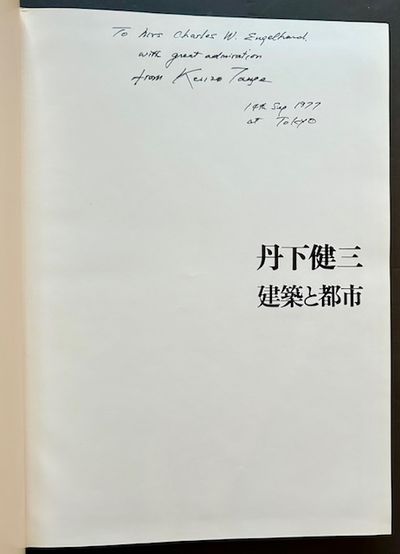 To Mrs Charles W. Engelhard
with great admiration
from Kenzo Tange
14th Sep 1977
at Tokyo
丹下健三
建築と都市